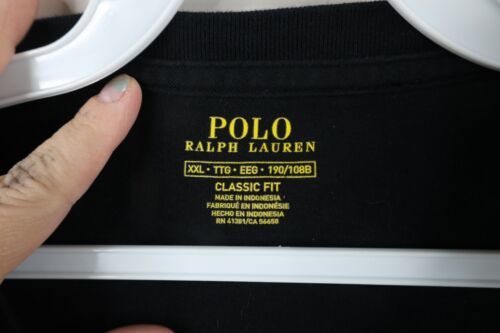 POLO
RALPH LAUREN
XXL • TTG • EEG • 190/108B
CLASSIC FIT
MADE IN INDONESIA
FABRIQUÉ EN INDONÉSIE
HECHO EN INDONESIA
RN 41381/CA 56650